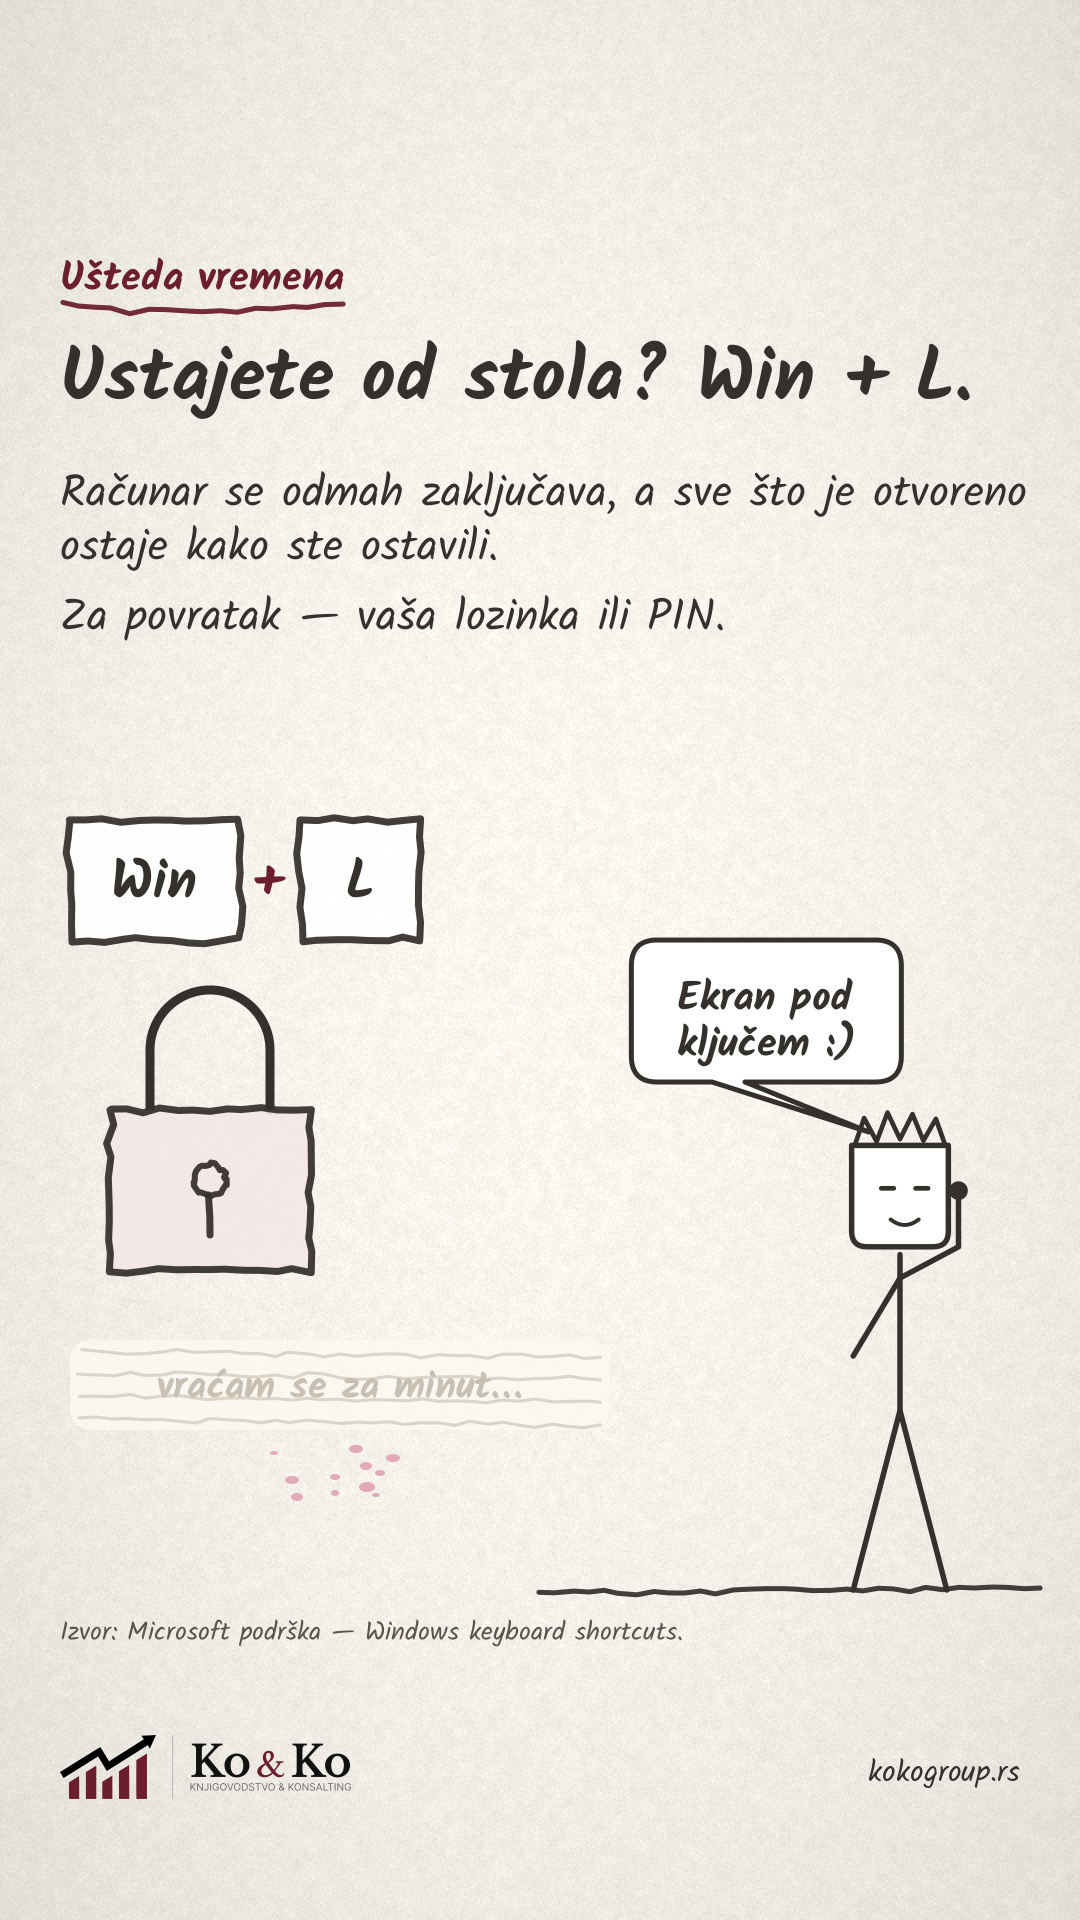 Ušteda vremena
Ustajete od stola? Win + L.
Računar se odmah zaključava, a sve što je otvoreno
ostaje kako ste ostavili.
Za povratak — vaša lozinka ili PIN.
Win + L
Ekran pod
ključem :)
vraćam se za minut...
Izvor: Microsoft podrška — Windows keyboard shortcuts.
Ko & Ko
KNJIGOVODSTVO & KONSALTING
kokogroup.rs